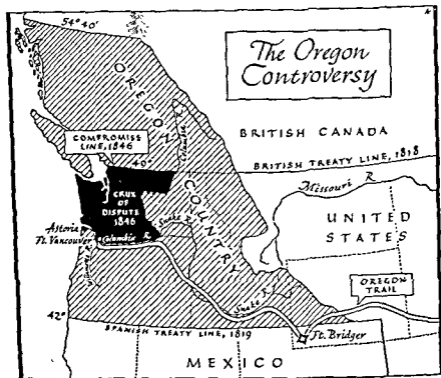 54°40'
The Oregon
Controversy
OREGON
COUNTRY
Columbia R.
BRITISH CANADA
COMPROMISE
LINE, 1846
49°
BRITISH TREATY LINE, 1818
Missouri R.
CRUX
OF
DISPUTE
1846
UNITED
STATES
Astoria
Ft. Vancouver
Columbia R.
Snake R.
OREGON
TRAIL
Snake R.
42°
SPANISH TREATY LINE, 1819
Ft. Bridger
MEXICO